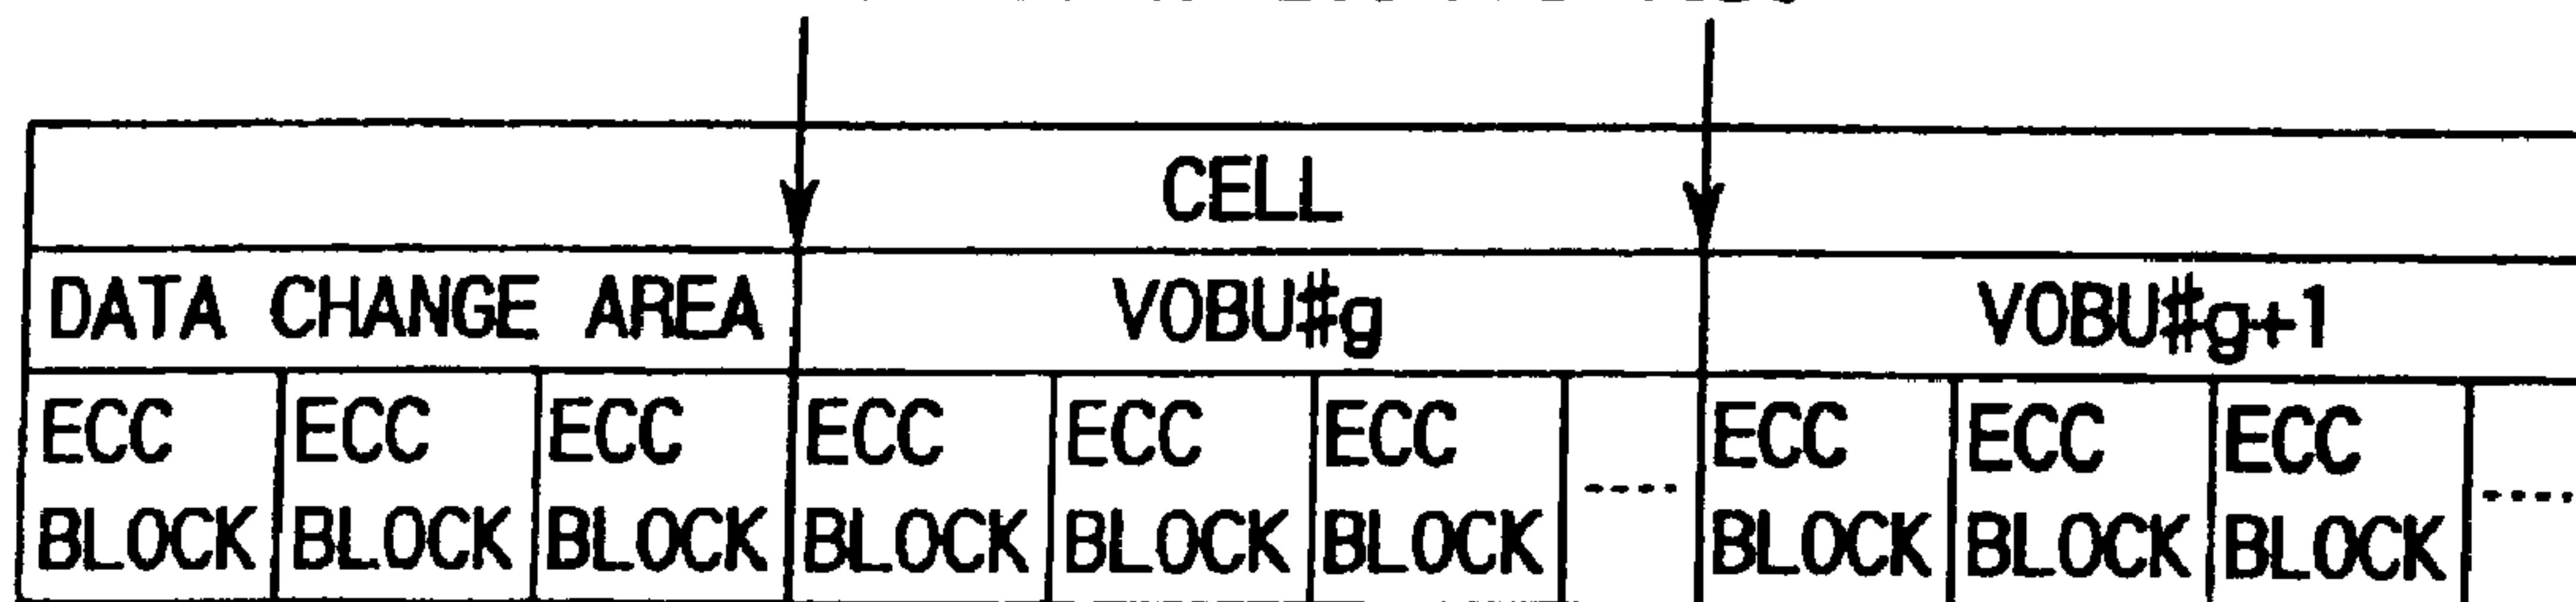 CELL
DATA CHANGE AREA VOBU#g VOBU#g+1
ECC ECC ECC ECC ECC ECC ECC ECC ECC
BLOCK BLOCK BLOCK BLOCK BLOCK BLOCK ---- BLOCK BLOCK BLOCK ----